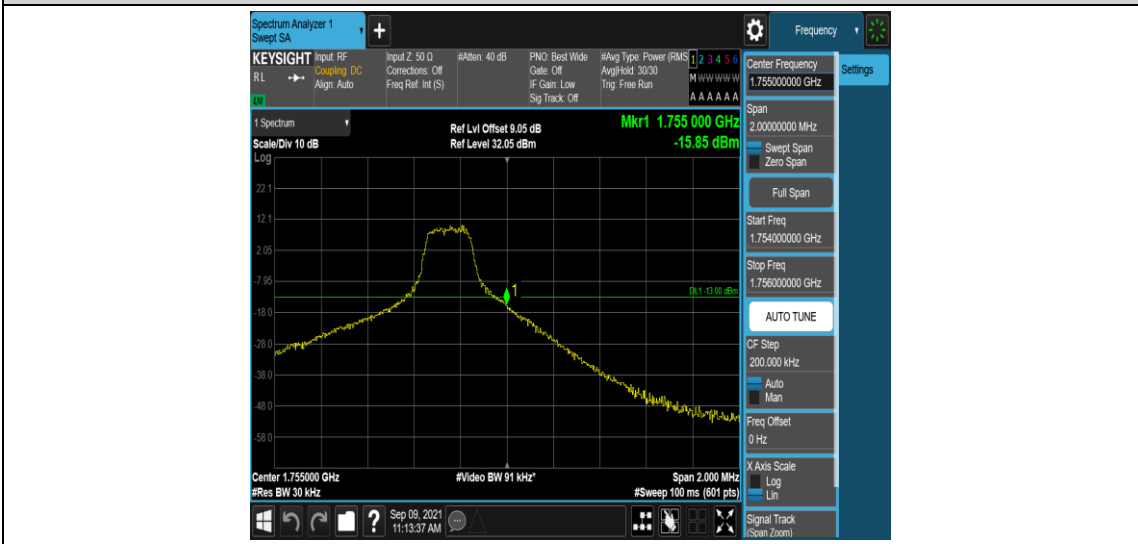 Spectrum Analyzer 1
Swept SA
+
Frequency
KEYSIGHT
RL
Input: RF
Coupling: DC
Align: Auto
Input Z: 50 Ω
Corrections: Off
Freq Ref: Int (S)
#Atten: 40 dB
PNO: Best Wide
Gate: Off
IF Gain: Low
Sig Track: Off
#Avg Type: Power (RMS
Avg|Hold: 30/30
Trig: Free Run
1 2 3 4 5 6
M W W W W W
A A A A A A
1 Spectrum
Scale/Div 10 dB
Log
Ref Lvl Offset 9.05 dB
Ref Level 32.05 dBm
Mkr1 1.755 000 GHz
-15.85 dBm
22.1
12.1
2.05
-7.95
-18.0
-28.0
-38.0
-48.0
-58.0
1
DL1 -13.00 dBm
Center 1.755000 GHz
#Res BW 30 kHz
#Video BW 91 kHz*
Span 2.000 MHz
#Sweep 100 ms (601 pts)
Center Frequency
1.755000000 GHz
Settings
Span
2.00000000 MHz
Swept Span
Zero Span
Full Span
Start Freq
1.754000000 GHz
Stop Freq
1.756000000 GHz
AUTO TUNE
CF Step
200.000 kHz
Auto
Man
Freq Offset
0 Hz
X Axis Scale
Log
Lin
Signal Track
(Span Zoom)
?
Sep 09, 2021
11:13:37 AM